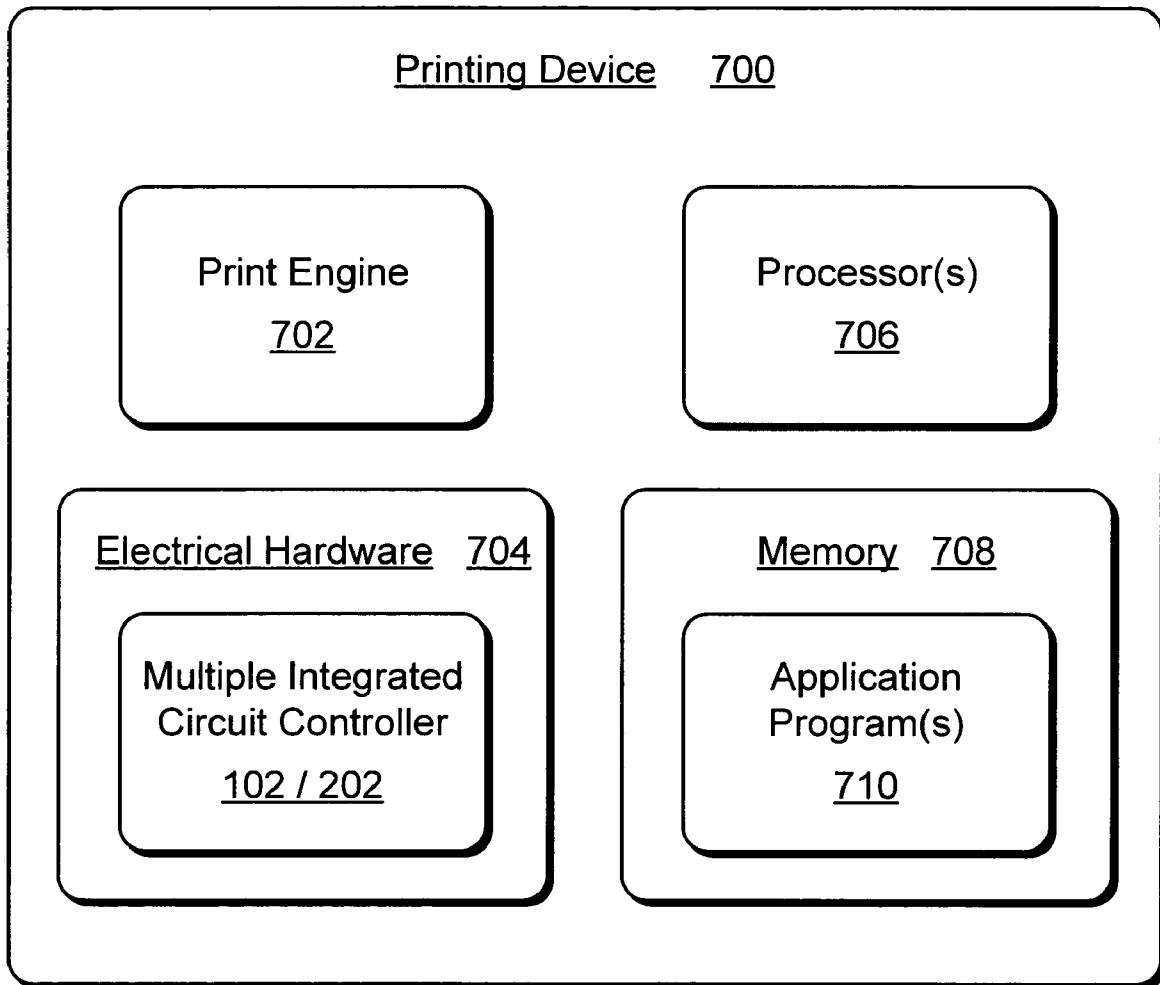 Printing Device 700
Print Engine
702
Processor(s)
706
Electrical Hardware 704
Multiple Integrated
Circuit Controller
102 / 202
Memory 708
Application
Program(s)
710